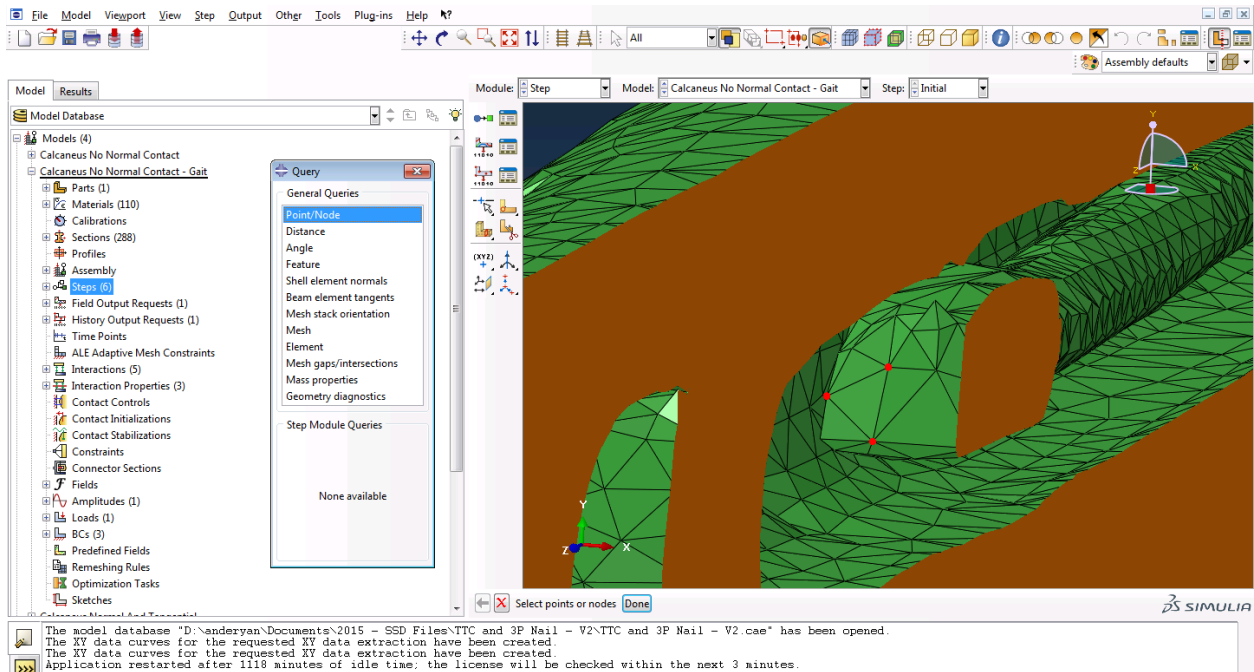 File Model Viewport View Step Output Other Tools Plug-ins Help
All
Assembly defaults
Model Results
Module: Step Model: Calcaneus No Normal Contact - Gait Step: Initial
Model Database
Models (4)
Calcaneus No Normal Contact
Calcaneus No Normal Contact - Gait
Parts (1)
Materials (110)
Calibrations
Sections (288)
Profiles
Assembly
Steps (6)
Field Output Requests (1)
History Output Requests (1)
Time Points
ALE Adaptive Mesh Constraints
Interactions (5)
Interaction Properties (3)
Contact Controls
Contact Initializations
Contact Stabilizations
Constraints
Connector Sections
Fields
Amplitudes (1)
Loads (1)
BCs (3)
Predefined Fields
Remeshing Rules
Optimization Tasks
Sketches
Query
General Queries
Point/Node
Distance
Angle
Feature
Shell element normals
Beam element tangents
Mesh stack orientation
Mesh
Element
Mesh gaps/intersections
Mass properties
Geometry diagnostics
Step Module Queries
None available
(XYZ)
Y
X
Z
Y
X
Z
Select points or nodes Done
SIMULIA
The model database "D:\anderyan\Documents\2015 - SSD Files\TTC and 3P Nail - V2\TTC and 3P Nail - V2.cae" has been opened.
The XY data curves for the requested XY data extraction have been created.
The XY data curves for the requested XY data extraction have been created.
Application restarted after 1118 minutes of idle time; the license will be checked within the next 3 minutes.